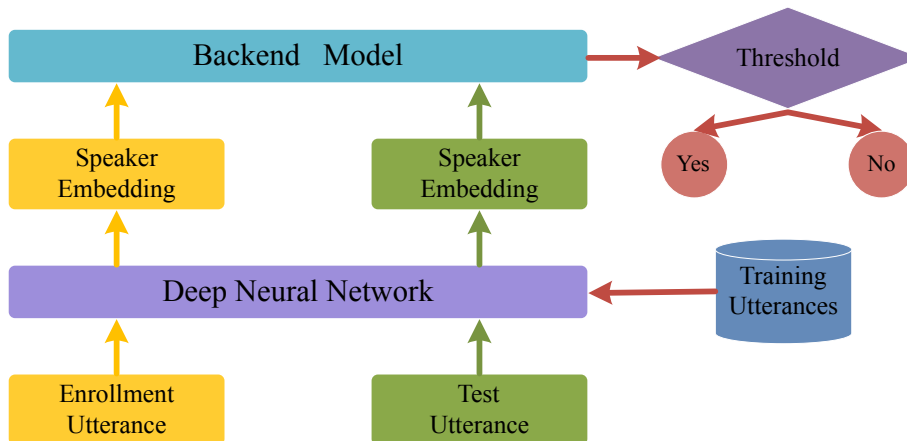 Backend Model
Threshold
Yes
No
Speaker
Embedding
Speaker
Embedding
Deep Neural Network
Training
Utterances
Enrollment
Utterance
Test
Utterance